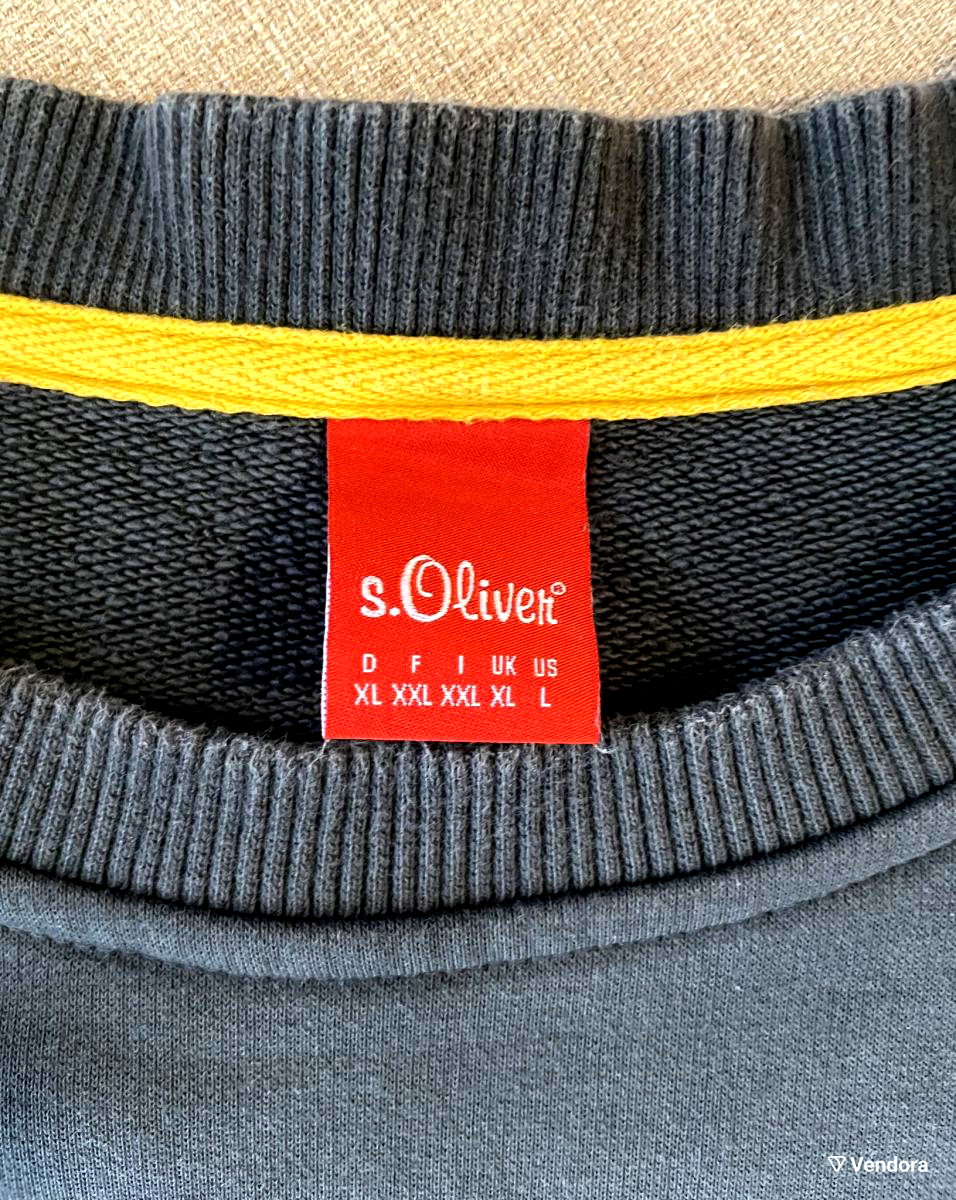 s.Oliver®
D F I UK US
XL XXL XXL XL L
Vendora